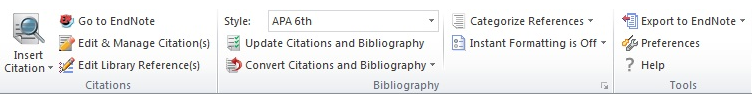 Insert
Citation
Go to EndNote
Edit & Manage Citation(s)
Edit Library Reference(s)
Citations
Style: APA 6th
Update Citations and Bibliography
Convert Citations and Bibliography
Categorize References
Instant Formatting is Off
Bibliography
Export to EndNote
Preferences
? Help
Tools